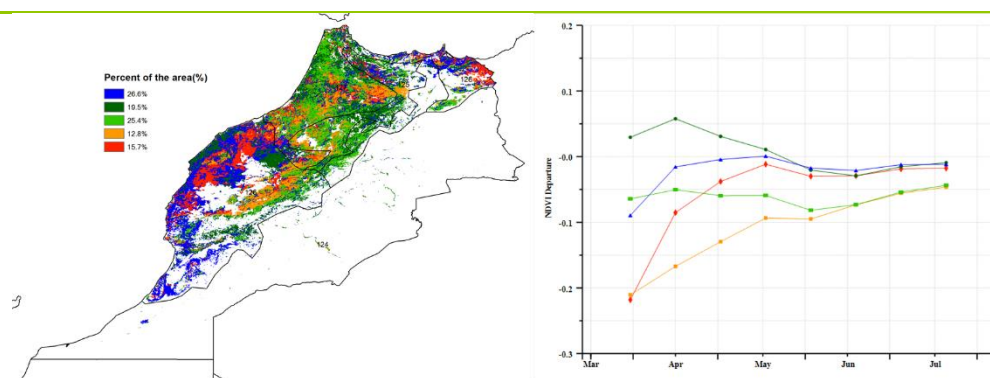 Percent of the area(%)
26.6%
19.5%
25.4%
12.8%
15.7%
126
126
124
NDVI Departure
0.2
0.1
-0.0
-0.1
-0.2
-0.3
Mar
Apr
May
Jun
Jul